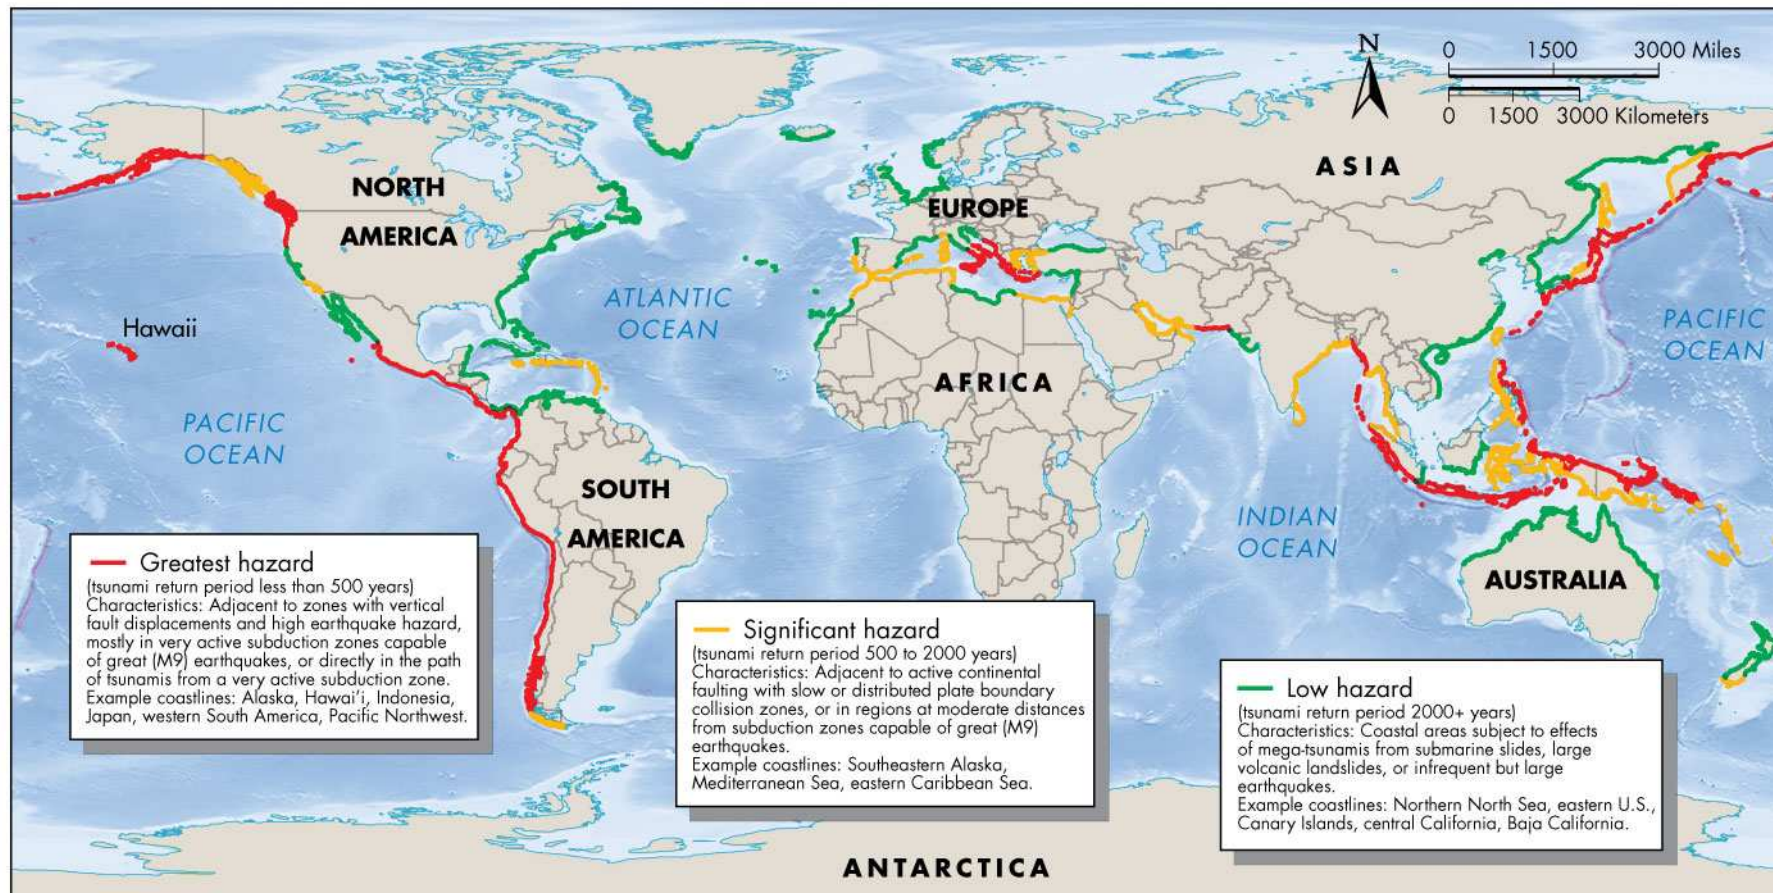 N
0 1500 3000 Miles
0 1500 3000 Kilometers
ASIA
NORTH
AMERICA
EUROPE
ATLANTIC
OCEAN
Hawaii
PACIFIC
OCEAN
AFRICA
PACIFIC
OCEAN
SOUTH
AMERICA
INDIAN
OCEAN
AUSTRALIA
Greatest hazard
(tsunami return period less than 500 years)
Characteristics: Adjacent to zones with vertical
fault displacements and high earthquake hazard,
mostly in very active subduction zones capable
of great (M9) earthquakes, or directly in the path
of tsunamis from a very active subduction zone.
Example coastlines: Alaska, Hawai'i, Indonesia,
Japan, western South America, Pacific Northwest.
Significant hazard
(tsunami return period 500 to 2000 years)
Characteristics: Adjacent to active continental
faulting with slow or distributed plate boundary
collision zones, or in regions at moderate distances
from subduction zones capable of great (M9)
earthquakes.
Example coastlines: Southeastern Alaska,
Mediterranean Sea, eastern Caribbean Sea.
Low hazard
(tsunami return period 2000+ years)
Characteristics: Coastal areas subject to effects
of mega-tsunamis from submarine slides, large
volcanic landslides, or infrequent but large
earthquakes.
Example coastlines: Northern North Sea, eastern U.S.,
Canary Islands, central California, Baja California.
ANTARCTICA